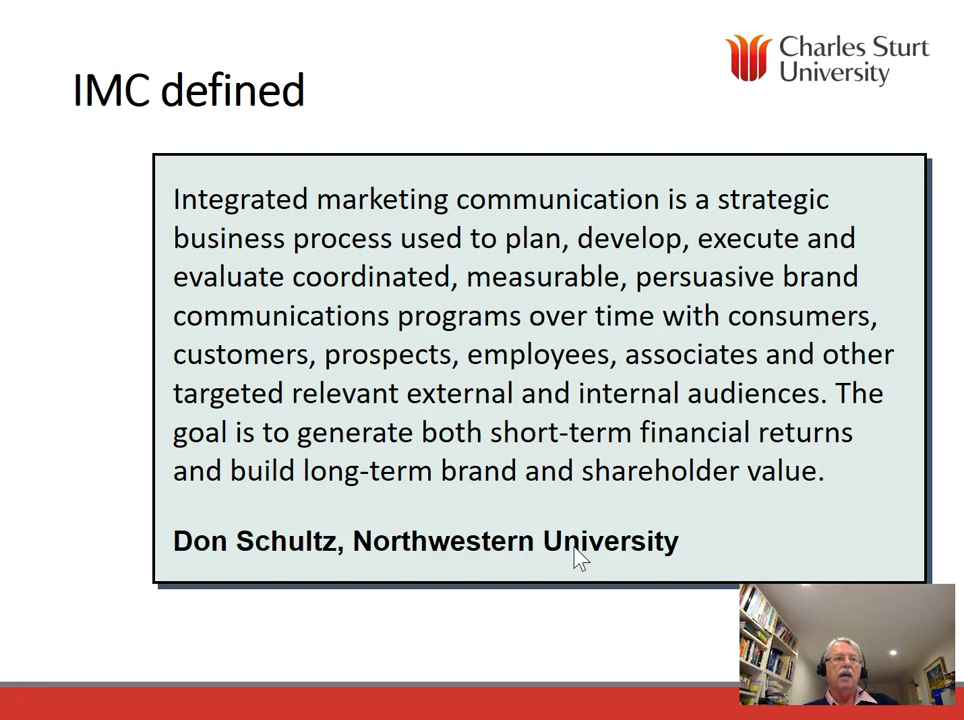 Charles Sturt
University
IMC defined
Integrated marketing communication is a strategic
business process used to plan, develop, execute and
evaluate coordinated, measurable, persuasive brand
communications programs over time with consumers,
customers, prospects, employees, associates and other
targeted relevant external and internal audiences. The
goal is to generate both short-term financial returns
and build long-term brand and shareholder value.
Don Schultz, Northwestern University